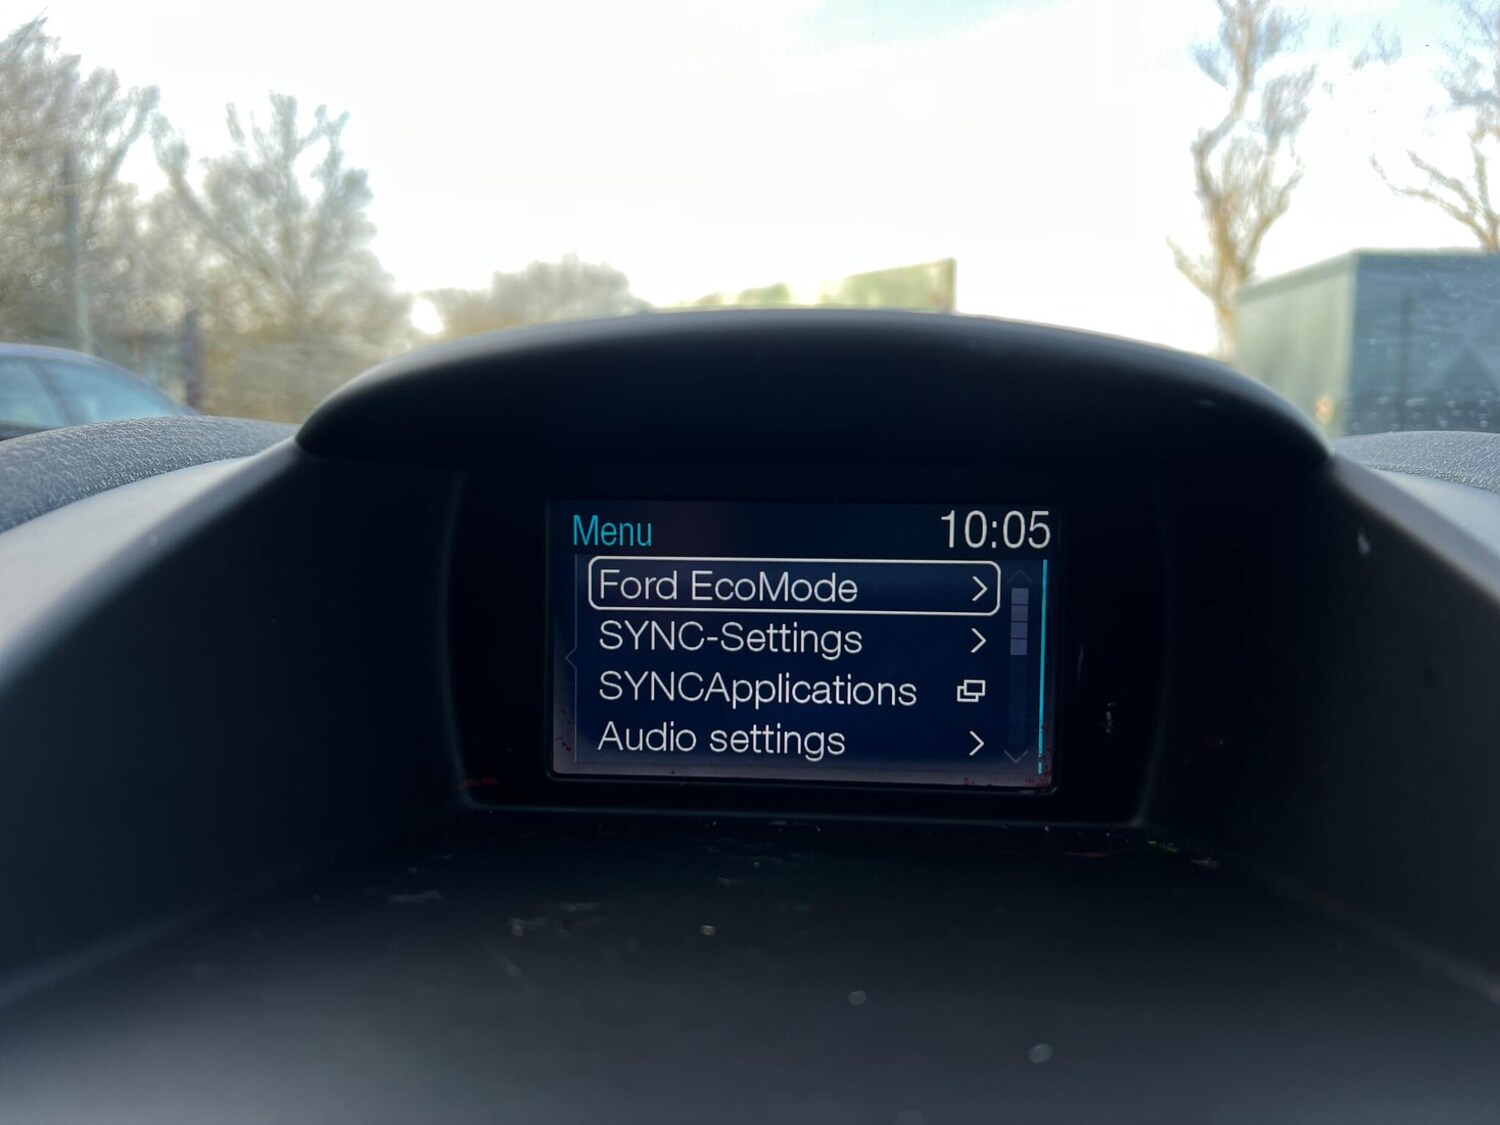 Menu 10:05
Ford EcoMode
SYNC-Settings
SYNCApplications
Audio settings